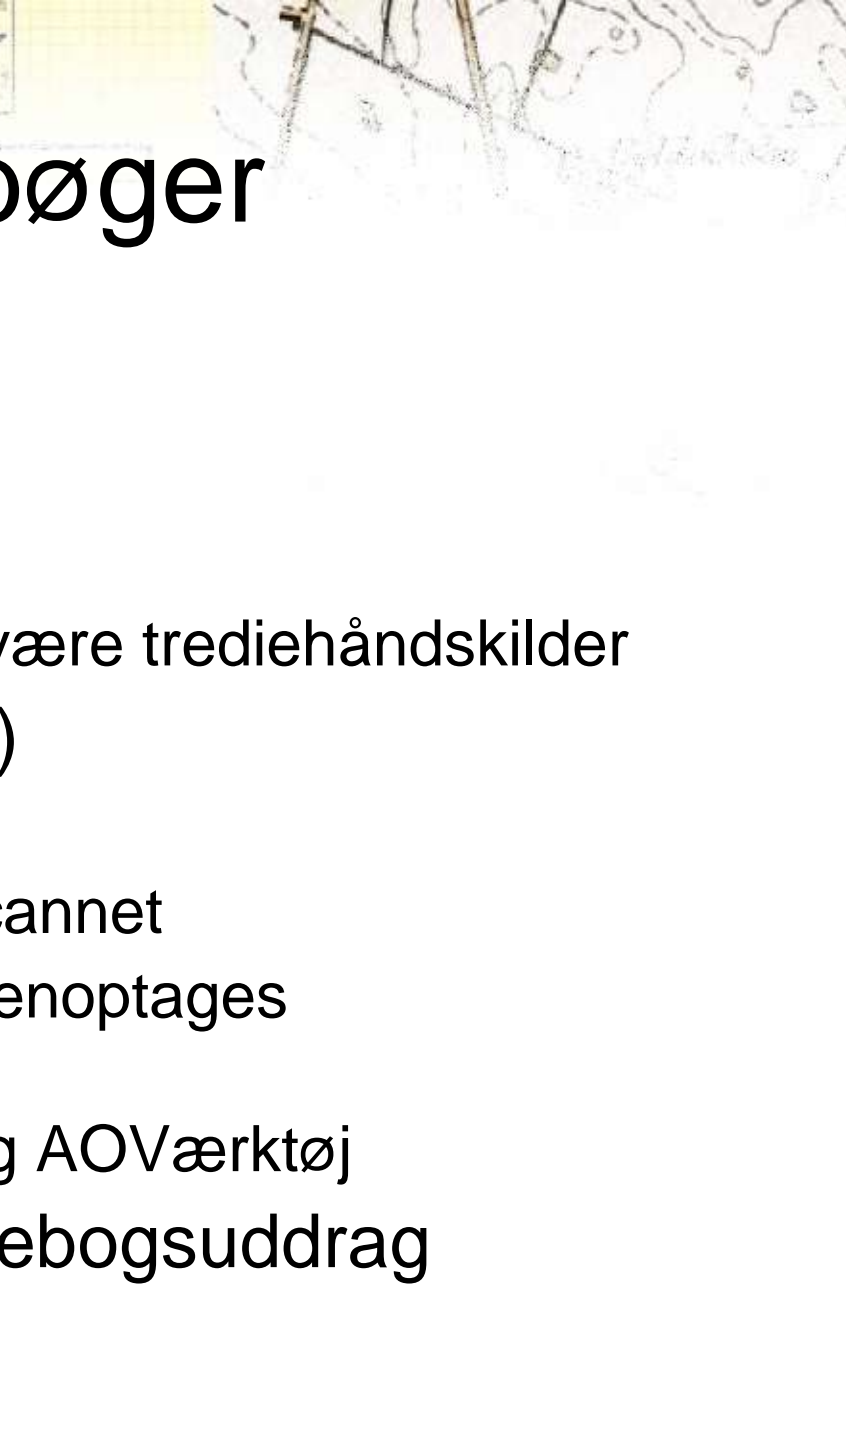 bøger
være trediehåndskilder
)
cannet
enoptages
g AOVærktøj
ebogsuddrag